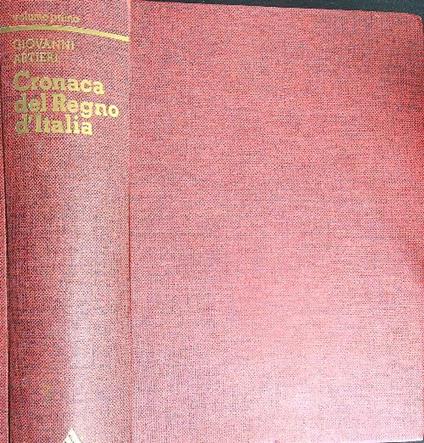 volume primo
GIOVANNI
ARTIERI
Cronaca
del Regno
d'Italia